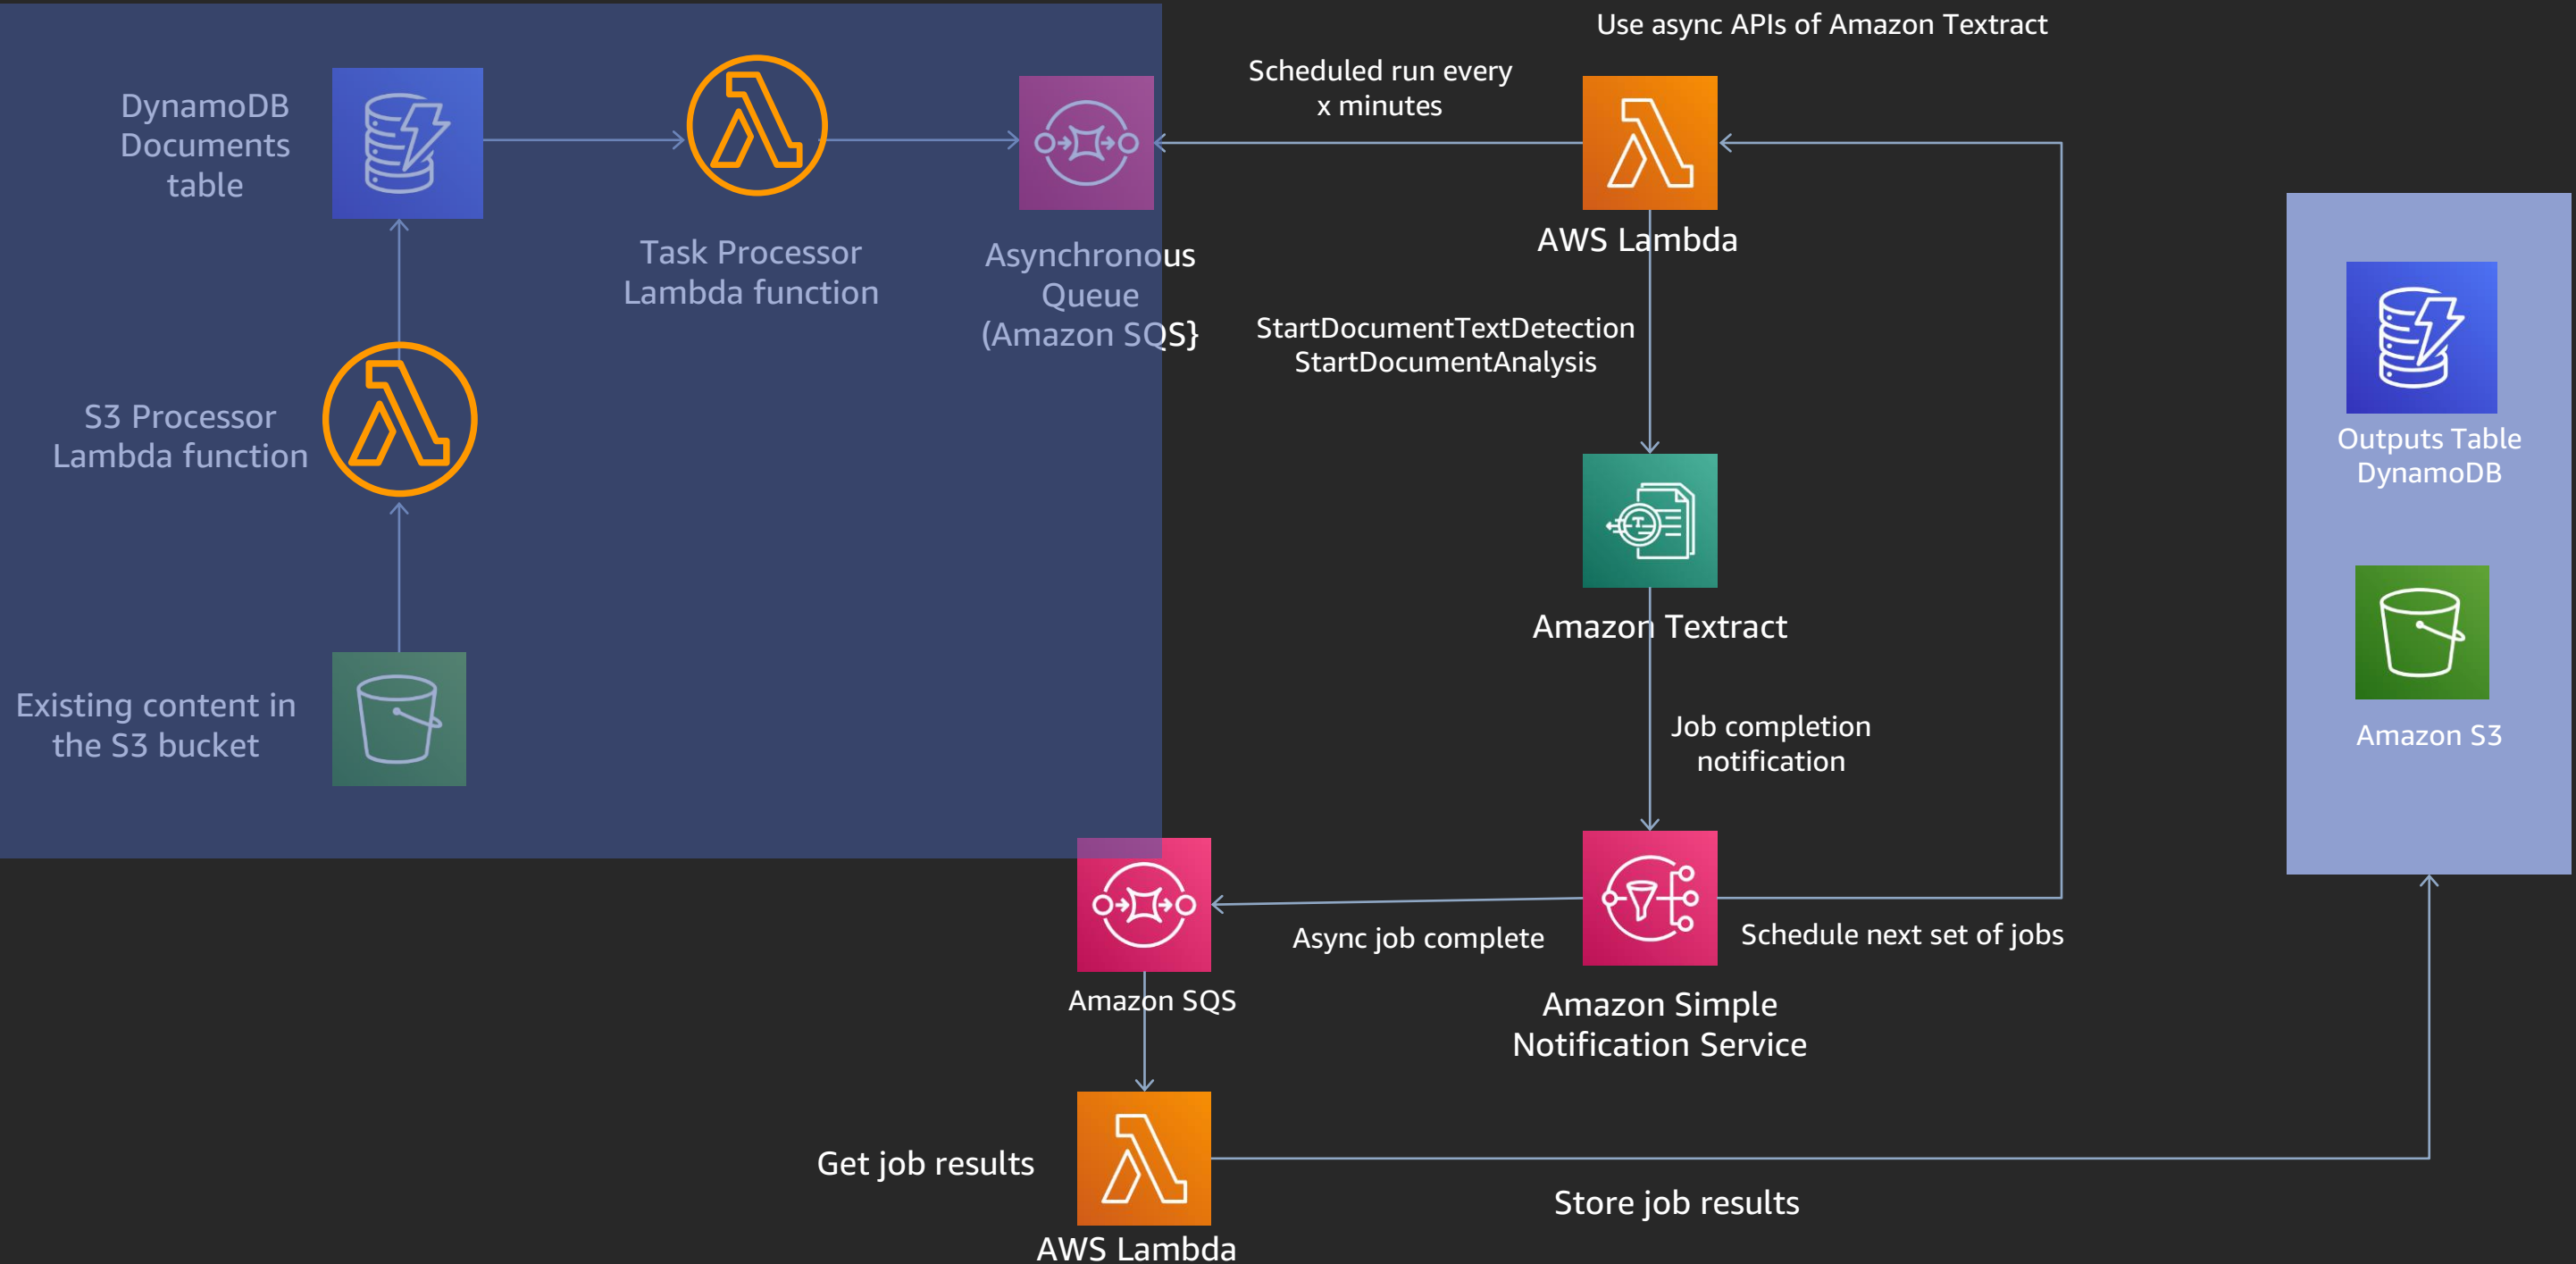 Use async APIs of Amazon Textract
Scheduled run every
x minutes
DynamoDB
Documents
table
Task Processor
Lambda function
Asynchronous
Queue
(Amazon SQS}
AWS Lambda
StartDocumentTextDetection
StartDocumentAnalysis
S3 Processor
Lambda function
Outputs Table
DynamoDB
Amazon Textract
Existing content in
the S3 bucket
Job completion
notification
Amazon S3
Async job complete
Schedule next set of jobs
Amazon SQS
Amazon Simple
Notification Service
Get job results
Store job results
AWS Lambda